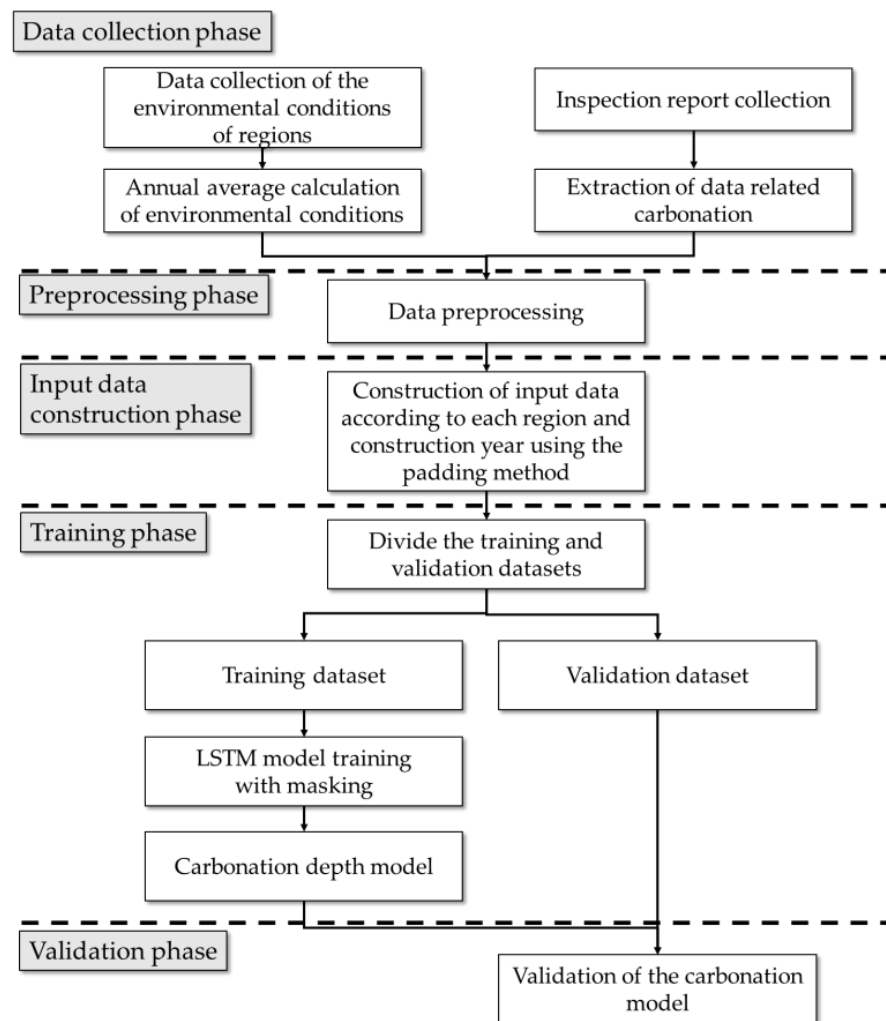 Data collection phase
Data collection of the
environmental conditions
of regions
Inspection report collection
Annual average calculation
of environmental conditions
Extraction of data related
carbonation
Preprocessing phase
Data preprocessing
Input data
construction phase
Construction of input data
according to each region and
construction year using the
padding method
Training phase
Divide the training and
validation datasets
Training dataset
Validation dataset
LSTM model training
with masking
Carbonation depth model
Validation phase
Validation of the carbonation
model